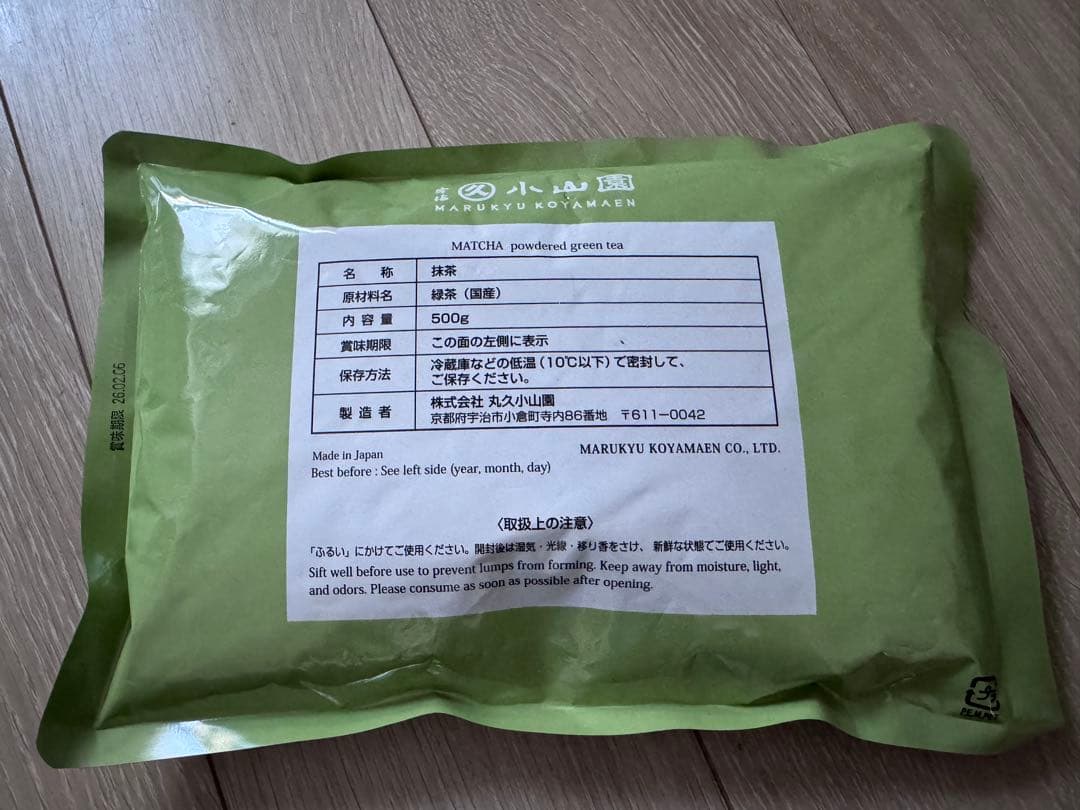 宇治 久 小山園
MARUKYU KOYAMAEN
MATCHA powdered green tea
名 称 抹茶
原材料名 緑茶（国産）
内 容 量 500g
賞味期限 この面の左側に表示
保存方法 冷蔵庫などの低温（10℃以下）で密封して、
ご保存ください。
製 造 者 株式会社 丸久小山園
京都府宇治市小倉町寺内86番地 〒611-0042
Made in Japan
MARUKYU KOYAMAEN CO., LTD.
Best before : See left side (year, month, day)
〈取扱上の注意〉
「ふるい」にかけてご使用ください。開封後は湿気・光線・移り香をさけ、 新鮮な状態でご使用ください。
Sift well before use to prevent lumps from forming. Keep away from moisture, light,
and odors. Please consume as soon as possible after opening.
賞味期限 26.02.06
プラ